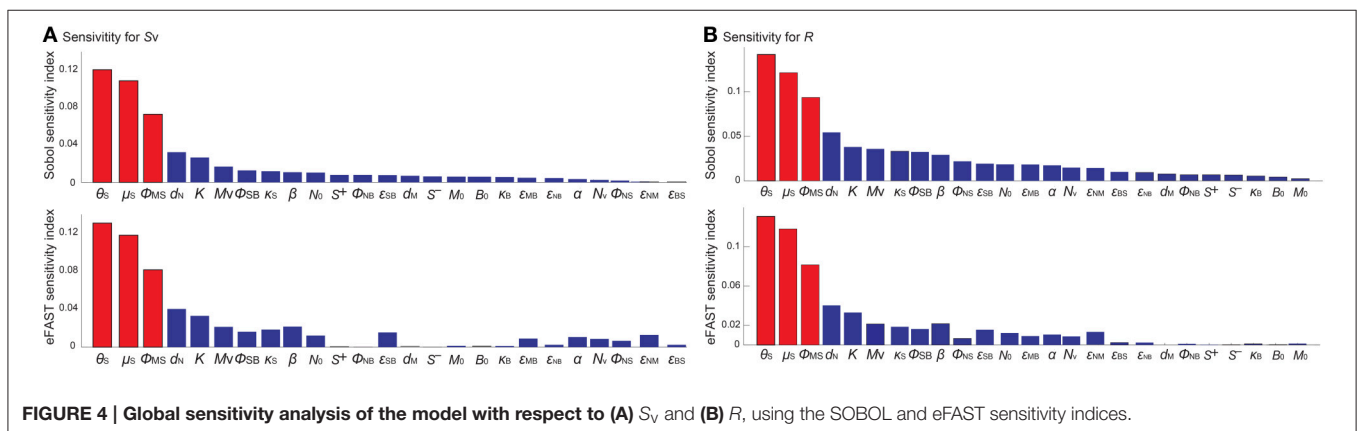 A Sensivitity for Sv
Sobol sensitivity index
0.12
0.08
0.04
0
θS μS ΦMS dN K Mv ΦSB κS β N0 S+ ΦNB εSB dM S− M0 B0 κB εMB εNB α Nv ΦNS εNM εBS
eFAST sensitivity index
0.12
0.08
0.04
0
θS μS ΦMS dN K Mv ΦSB κS β N0 S+ ΦNB εSB dM S− M0 B0 κB εMB εNB α Nv ΦNS εNM εBS
B Sensitivity for R
Sobol sensitivity index
0.1
0.05
0
θS μS ΦMS dN K Mv κS ΦSB β ΦNS εSB N0 εMB α Nv εNM εBS εNB dM ΦNB S+ S− κB B0 M0
eFAST sensitivity index
0.1
0.02
0
θS μS ΦMS dN K Mv κS ΦSB β ΦNS εSB N0 εMB α Nv εNM εBS εNB dM ΦNB S+ S− κB B0 M0
FIGURE 4 | Global sensitivity analysis of the model with respect to (A) Sv and (B) R, using the SOBOL and eFAST sensitivity indices.